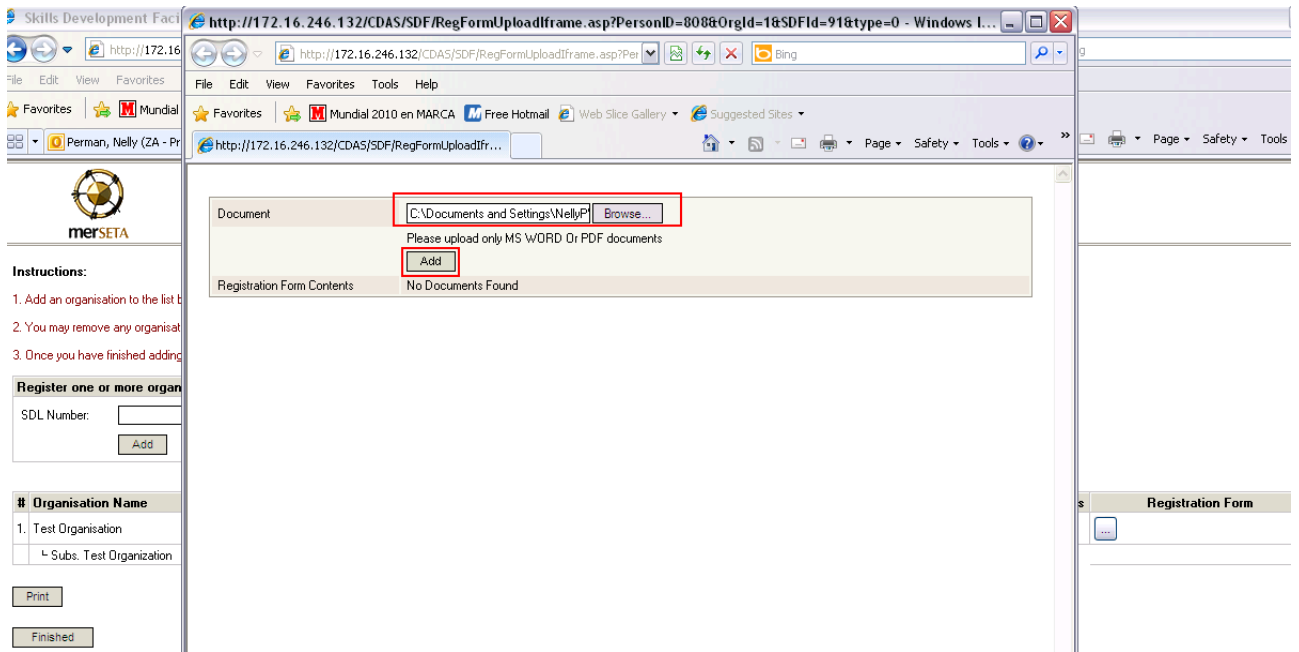 Skills Development Faci
http://172.16.246.132/CDAS/SDF/RegFormUploadIframe.asp?PersonID=808&OrgId=1&SDFId=91&type=0 - Windows I...
http://172.16
http://172.16.246.132/CDAS/SDF/RegFormUploadIframe.asp?Per
Bing
File Edit View Favorites
File Edit View Favorites Tools Help
Favorites Mundial
Favorites Mundial 2010 en MARCA Free Hotmail Web Slice Gallery Suggested Sites
Perman, Nelly (ZA - Pr
http://172.16.246.132/CDAS/SDF/RegFormUploadIfr...
Page Safety Tools »
Page Safety Tools
merSETA
Document C:\Documents and Settings\NellyP\ Browse...
Please upload only MS WORD Or PDF documents
Add
Registration Form Contents No Documents Found
Instructions:
1. Add an organisation to the list b
2. You may remove any organisat
3. Once you have finished adding
Register one or more organ
SDL Number:
Add
# Organisation Name
s Registration Form
1. Test Organisation
...
Subs. Test Organization
Print
Finished